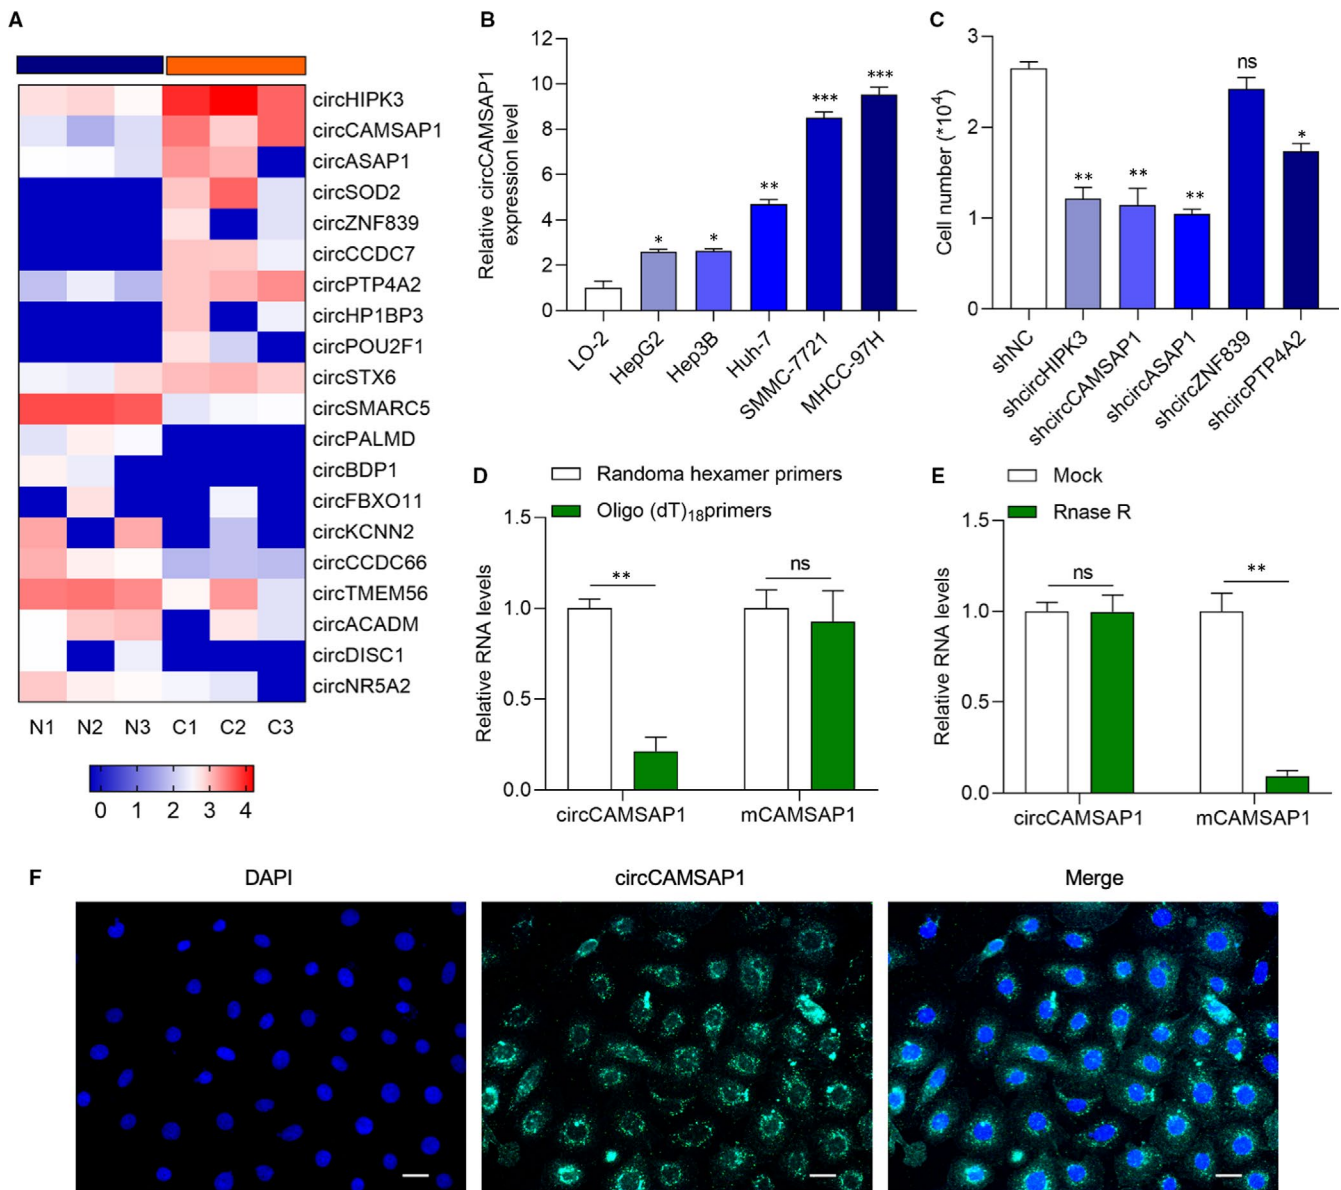 A
circHIPK3
circCAMSAP1
circASAP1
circSOD2
circZNF839
circCCDC7
circPTP4A2
circHP1BP3
circPOU2F1
circSTX6
circSMARC5
circPALMD
circBDP1
circFBXO11
circKCNN2
circCCDC66
circTMEM56
circACADM
circDISC1
circNR5A2
N1 N2 N3 C1 C2 C3
0 1 2 3 4
B
Relative circCAMSAP1
expression level
12
10
8
6
4
2
0
*
*
**
***
***
LO-2
HepG2
Hep3B
Huh-7
SMMC-7721
MHCC-97H
C
Cell number (*10⁴)
3
2
1
0
**
**
**
ns
*
shNC
shcircHIPK3
shcircCAMSAP1
shcircASAP1
shcircZNF839
shcircPTP4A2
D
Randoma hexamer primers
Oligo (dT)₁₈primers
Relative RNA levels
1.5
1.0
0.5
0.0
**
ns
circCAMSAP1 mCAMSAP1
E
Mock
Rnase R
Relative RNA levels
1.5
1.0
0.5
0.0
ns
**
circCAMSAP1 mCAMSAP1
F
DAPI circCAMSAP1 Merge